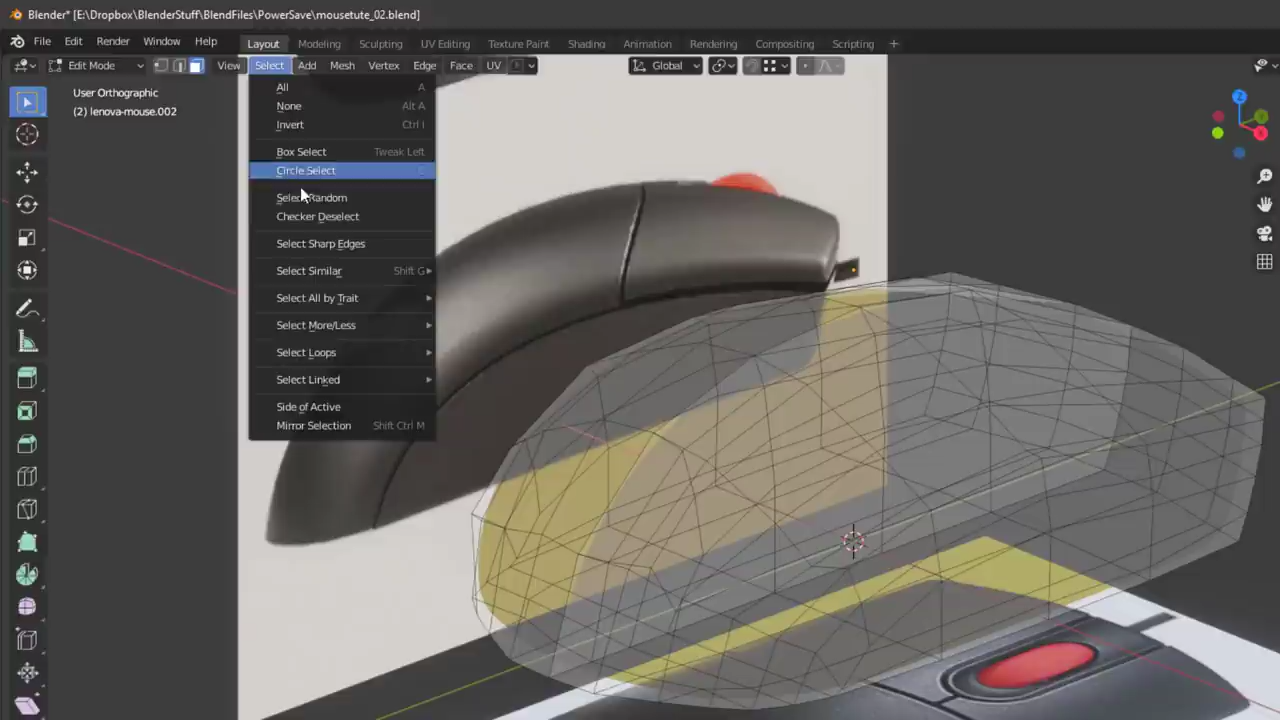 Blender* [E:\Dropbox\BlenderStuff\BlendFiles\PowerSave\mousetute_02.blend]
File Edit Render Window Help Layout Modeling Sculpting UV Editing Texture Paint Shading Animation Rendering Compositing Scripting +
Edit Mode View Select Add Mesh Vertex Edge Face UV Global
User Orthographic
(2) lenova-mouse.002
All A
None Alt A
Invert Ctrl I
Box Select Tweak Left
Circle Select C
Select Random
Checker Deselect
Select Sharp Edges
Select Similar Shift G
Select All by Trait
Select More/Less
Select Loops
Select Linked
Side of Active
Mirror Selection Shift Ctrl M
Z
Y
X